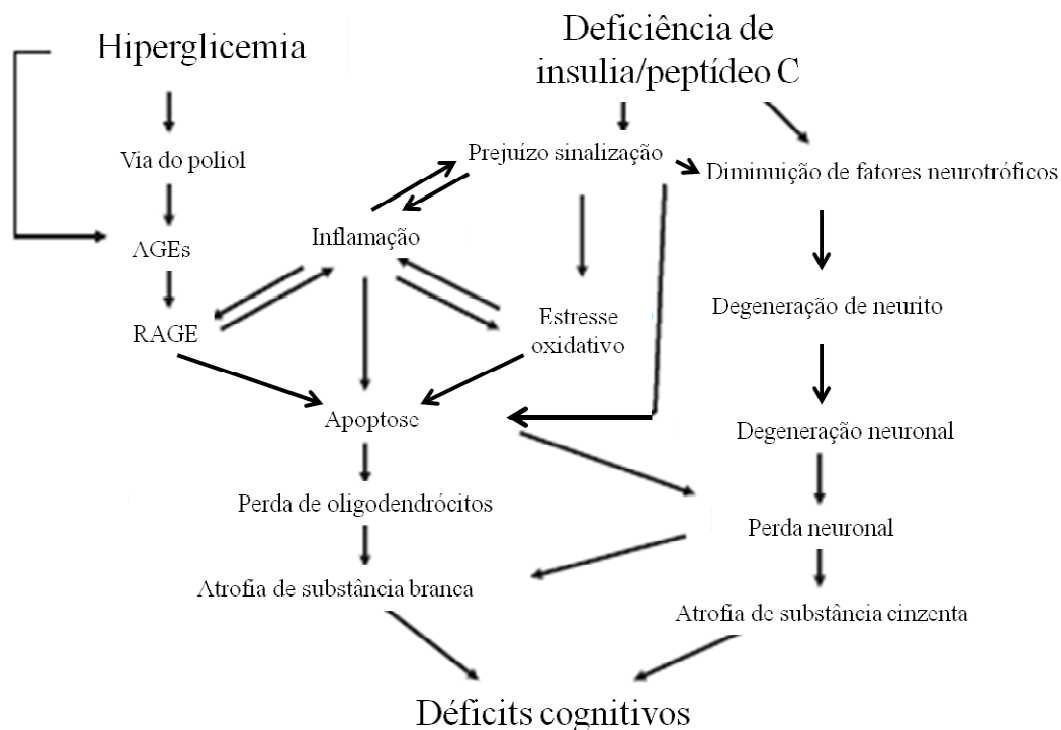 Hiperglicemia
Deficiência de
insulia/peptídeo C
Via do poliol
Prejuízo sinalização
Diminuição de fatores neurotróficos
AGEs
Inflamação
RAGE
Estresse
oxidativo
Degeneração de neurito
Apoptose
Degeneração neuronal
Perda de oligodendrócitos
Perda neuronal
Atrofia de substância branca
Atrofia de substância cinzenta
Déficits cognitivos